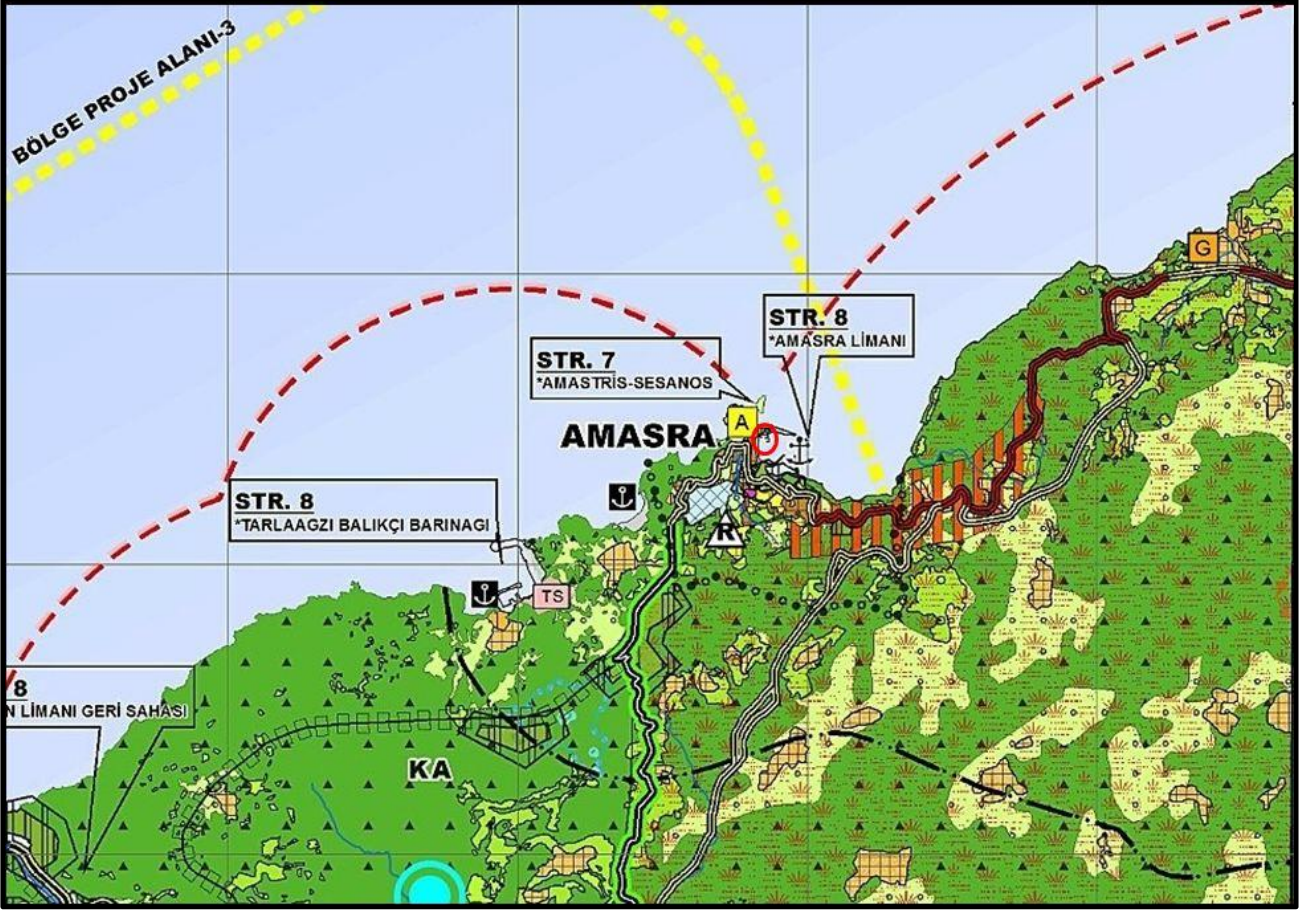 BÖLGE PROJE ALANI-3
G
STR. 8
*AMASRA LİMANI
STR. 7
*AMASTRİS-SESANOS
A
AMASRA
STR. 8
*TARLAAGZI BALIKÇI BARINAGI
R
TS
8
N LİMANI GERİ SAHASI
KA